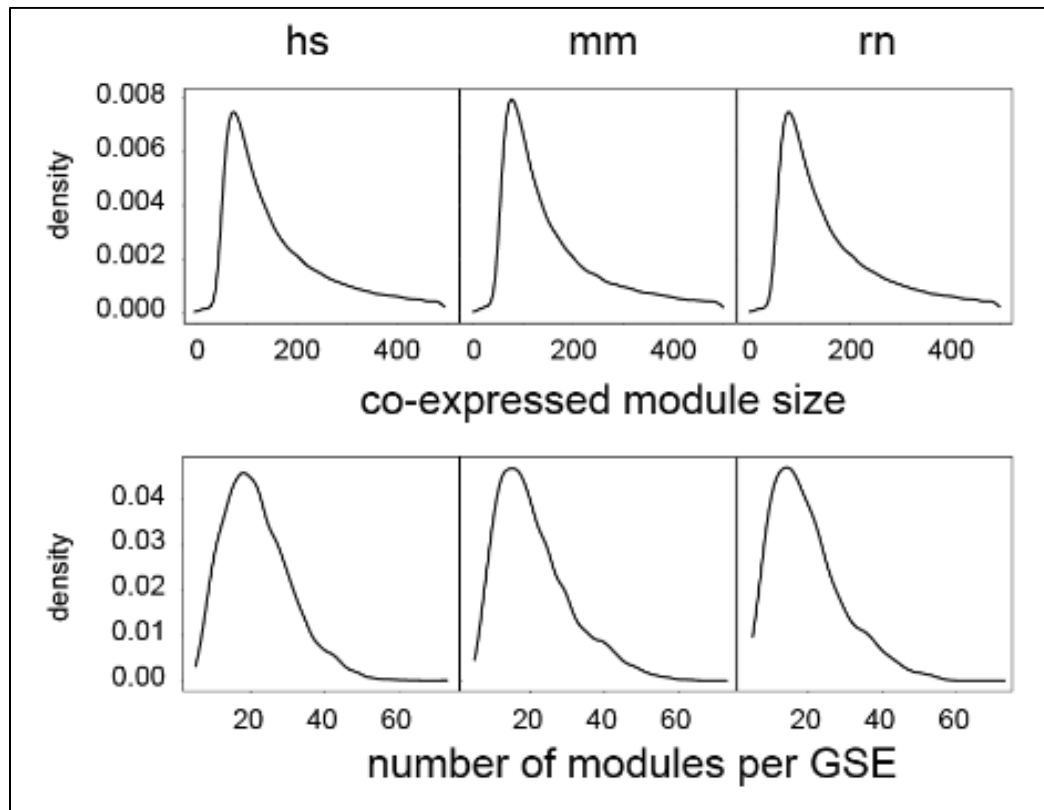 hs mm rn
density
0.008
0.006
0.004
0.002
0.000
0 200 400 0 200 400 0 200 400
co-expressed module size
density
0.04
0.03
0.02
0.01
0.00
20 40 60 20 40 60 20 40 60
number of modules per GSE